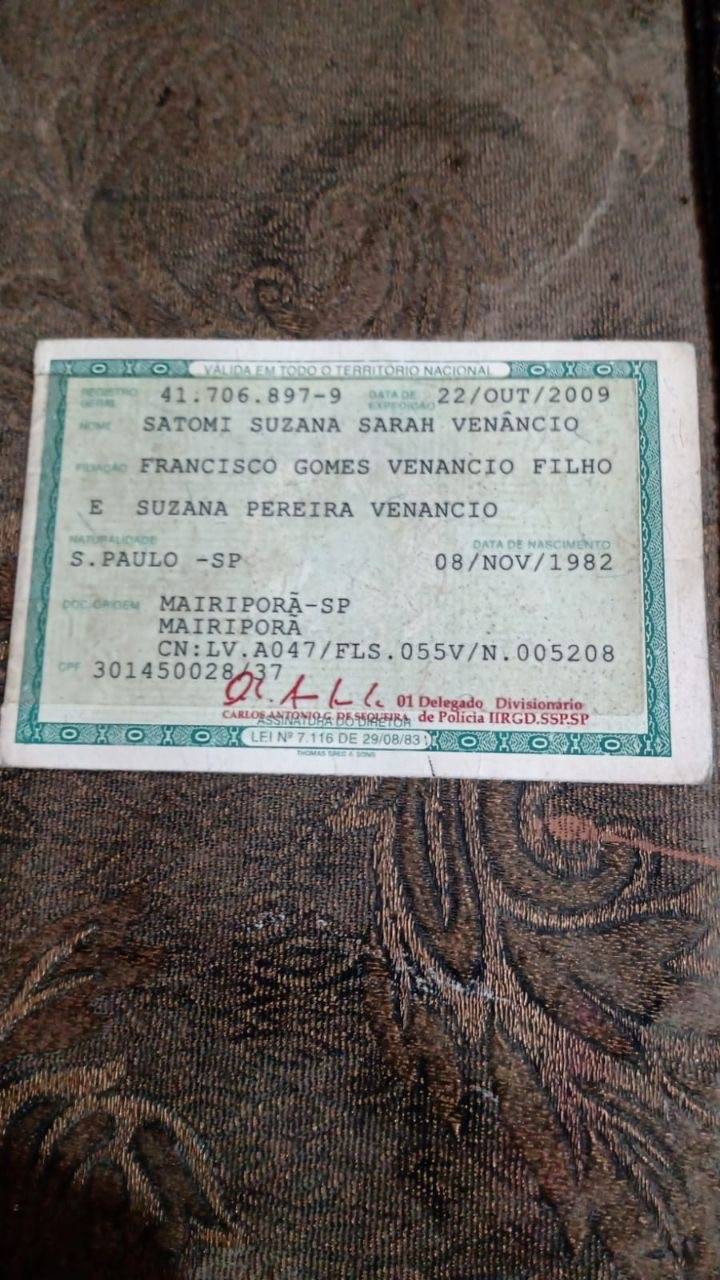 VÁLIDA EM TODO O TERRITÓRIO NACIONAL
REGISTRO GERAL 41.706.897-9 DATA DE EXPEDIÇÃO 22/OUT/2009
NOME SATOMI SUZANA SARAH VENÂNCIO
FILIAÇÃO FRANCISCO GOMES VENANCIO FILHO
E SUZANA PEREIRA VENANCIO
NATURALIDADE DATA DE NASCIMENTO
S.PAULO -SP 08/NOV/1982
DOC.ORIGEM MAIRIPORÃ-SP
MAIRIPORÃ
CN:LV.A047/FLS.055V/N.005208
CPF 301450028/37
01 Delegado Divisionário
CARLOS ANTONIO G. DE SEQUEIRA de Polícia IIRGD.SSP.SP
ASSINATURA DO DIRETOR
LEI Nº 7.116 DE 29/08/83
THOMAS GREG & SONS